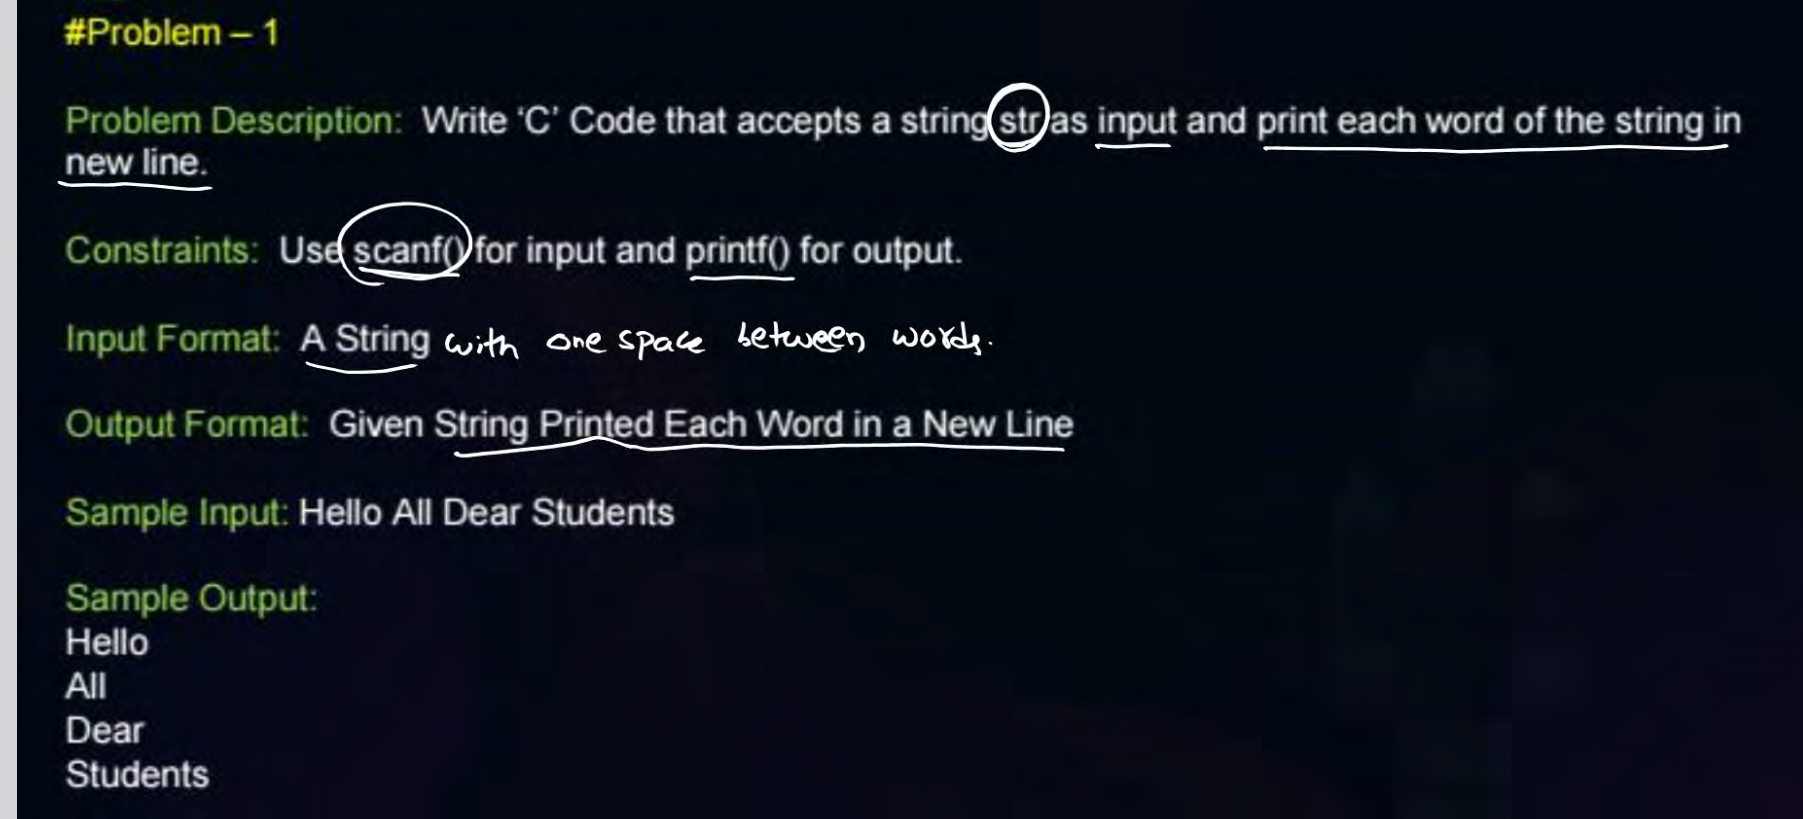 #Problem – 1
Problem Description: Write ‘C’ Code that accepts a string str as input and print each word of the string in
new line.
Constraints: Use scanf() for input and printf() for output.
Input Format: A String with one space between words.
Output Format: Given String Printed Each Word in a New Line
Sample Input: Hello All Dear Students
Sample Output:
Hello
All
Dear
Students